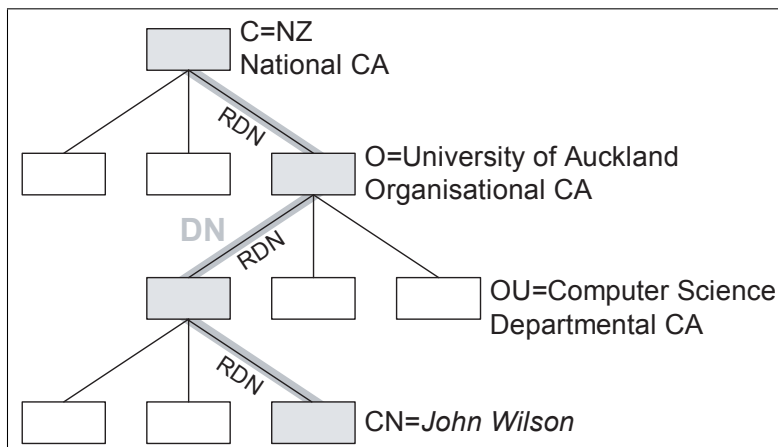 C=NZ
National CA
RDN
O=University of Auckland
Organisational CA
DN
RDN
OU=Computer Science
Departmental CA
RDN
CN=John Wilson